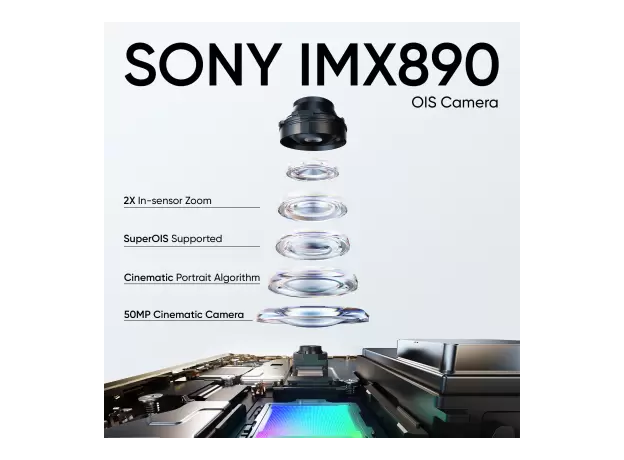 SONY IMX890
OIS Camera
2X In-sensor Zoom
SuperOIS Supported
Cinematic Portrait Algorithm
50MP Cinematic Camera